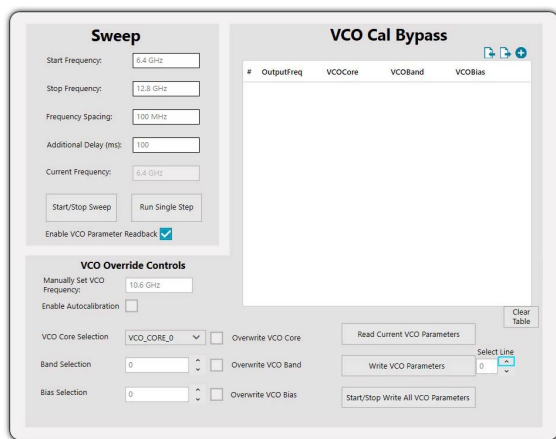 Sweep
Start Frequency: 6.4 GHz
Stop Frequency: 12.8 GHz
Frequency Spacing: 100 MHz
Additional Delay (ms): 100
Current Frequency: 6.4 GHz
Start/Stop Sweep Run Single Step
Enable VCO Parameter Readback
VCO Cal Bypass
# OutputFreq VCOCore VCOBand VCOBias
Clear
Table
VCO Override Controls
Manually Set VCO
Frequency: 10.6 GHz
Enable Autocalibration
VCO Core Selection VCO_CORE_0 Overwrite VCO Core
Band Selection 0 Overwrite VCO Band
Bias Selection 0 Overwrite VCO Bias
Read Current VCO Parameters
Write VCO Parameters
Select Line
0
Start/Stop Write All VCO Parameters